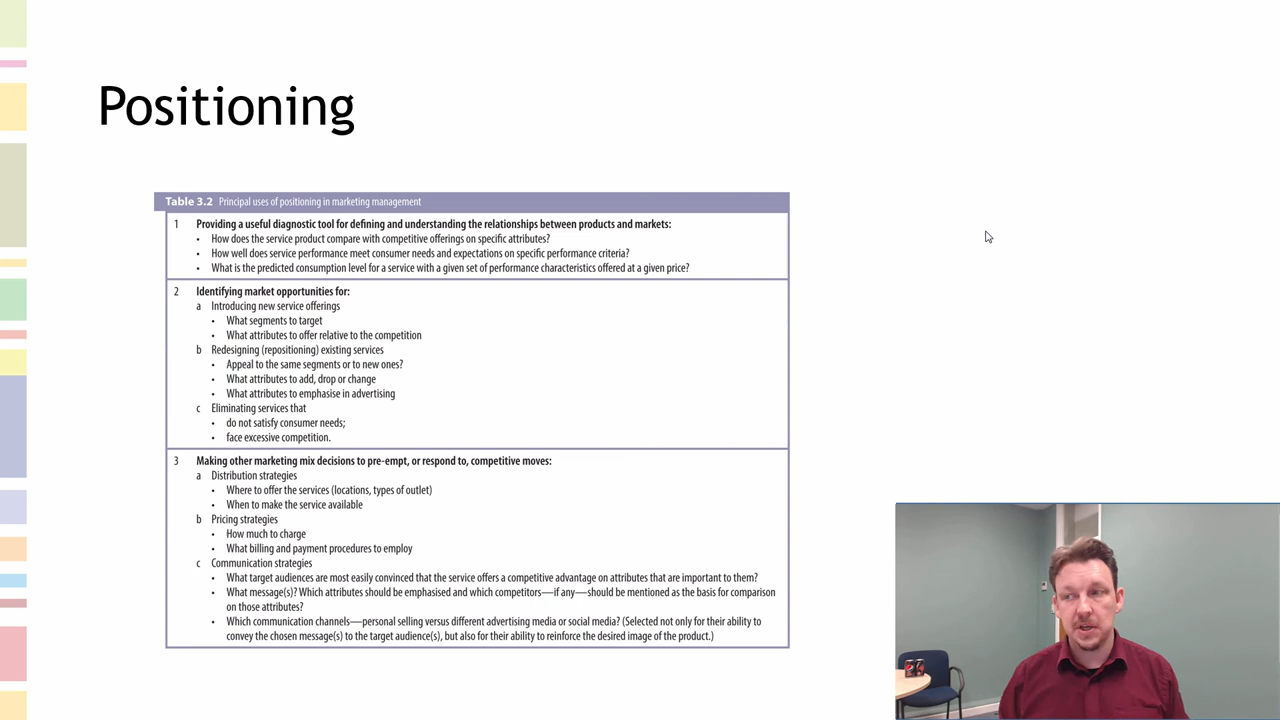 Positioning
Table 3.2 Principal uses of positioning in marketing management
1 Providing a useful diagnostic tool for defining and understanding the relationships between products and markets:
• How does the service product compare with competitive offerings on specific attributes?
• How well does service performance meet consumer needs and expectations on specific performance criteria?
• What is the predicted consumption level for a service with a given set of performance characteristics offered at a given price?
2 Identifying market opportunities for:
a Introducing new service offerings
• What segments to target
• What attributes to offer relative to the competition
b Redesigning (repositioning) existing services
• Appeal to the same segments or to new ones?
• What attributes to add, drop or change
• What attributes to emphasise in advertising
c Eliminating services that
• do not satisfy consumer needs;
• face excessive competition.
3 Making other marketing mix decisions to pre-empt, or respond to, competitive moves:
a Distribution strategies
• Where to offer the services (locations, types of outlet)
• When to make the service available
b Pricing strategies
• How much to charge
• What billing and payment procedures to employ
c Communication strategies
• What target audiences are most easily convinced that the service offers a competitive advantage on attributes that are important to them?
• What message(s)? Which attributes should be emphasised and which competitors—if any—should be mentioned as the basis for comparison
on those attributes?
• Which communication channels—personal selling versus different advertising media or social media? (Selected not only for their ability to
convey the chosen message(s) to the target audience(s), but also for their ability to reinforce the desired image of the product.)